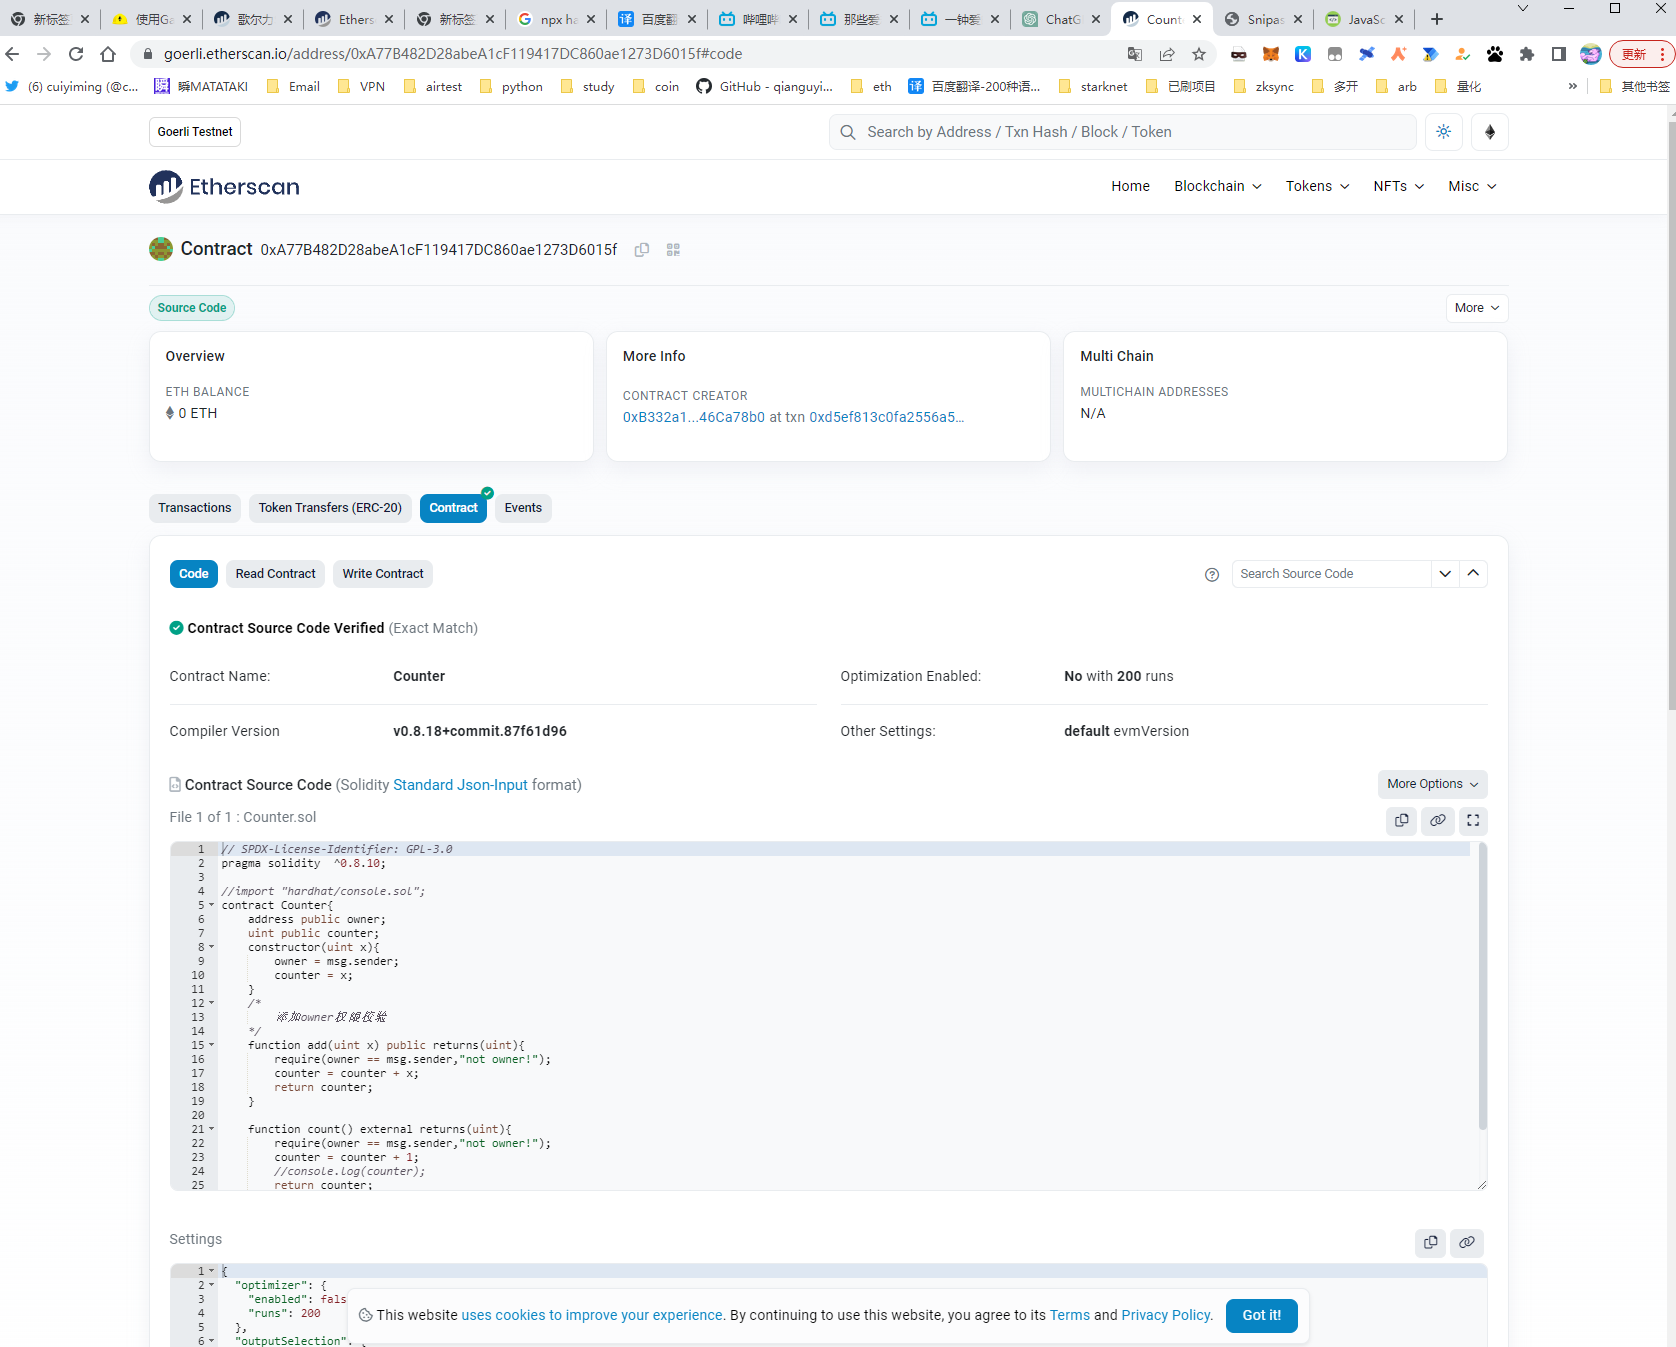 新标签
使用Ga
歌尔力
Ethers
新标签
npx ha
百度翻
哔哩哔
那些爱
一钟爱
ChatG
Count
Snipas
JavaSc
goerli.etherscan.io/address/0xA77B482D28abeA1cF119417DC860ae1273D6015f#code
更新
(6) cuiyiming (@c...
瞬MATATAKI
Email
VPN
airtest
python
study
coin
GitHub - qianguyi...
eth
百度翻译-200种语...
starknet
已刷项目
zksync
多开
arb
量化
»
其他书签
Goerli Testnet
Search by Address / Txn Hash / Block / Token
Etherscan
Home
Blockchain
Tokens
NFTs
Misc
Contract 0xA77B482D28abeA1cF119417DC860ae1273D6015f
Source Code
More
Overview
ETH BALANCE
0 ETH
More Info
CONTRACT CREATOR
0xB332a1...46Ca78b0 at txn 0xd5ef813c0fa2556a5...
Multi Chain
MULTICHAIN ADDRESSES
N/A
Transactions
Token Transfers (ERC-20)
Contract
Events
Code
Read Contract
Write Contract
Search Source Code
Contract Source Code Verified (Exact Match)
Contract Name:
Counter
Optimization Enabled:
No with 200 runs
Compiler Version
v0.8.18+commit.87f61d96
Other Settings:
default evmVersion
Contract Source Code (Solidity Standard Json-Input format)
More Options
File 1 of 1 : Counter.sol
1 // SPDX-License-Identifier: GPL-3.0
2 pragma solidity ^0.8.10;
3
4 //import "hardhat/console.sol";
5 contract Counter{
6 address public owner;
7 uint public counter;
8 constructor(uint x){
9 owner = msg.sender;
10 counter = x;
11 }
12 /*
13 添加owner权限校验
14 */
15 function add(uint x) public returns(uint){
16 require(owner == msg.sender,"not owner!");
17 counter = counter + x;
18 return counter;
19 }
20
21 function count() external returns(uint){
22 require(owner == msg.sender,"not owner!");
23 counter = counter + 1;
24 //console.log(counter);
25 return counter;
Settings
1 {
2 "optimizer": {
3 "enabled": fals
4 "runs": 200
5 },
6 "outputSelection"
This website uses cookies to improve your experience. By continuing to use this website, you agree to its Terms and Privacy Policy.
Got it!